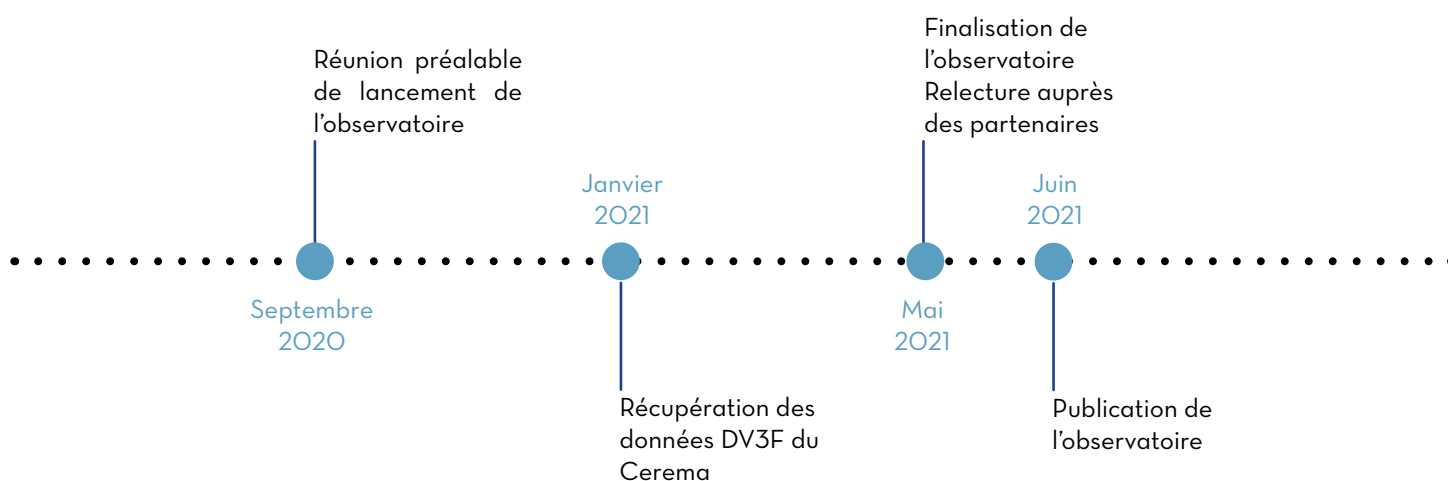 Réunion préalable
de lancement de
l'observatoire
Septembre
2020
Janvier
2021
Récupération des
données DV3F du
Cerema
Finalisation de
l'observatoire
Relecture auprès
des partenaires
Mai
2021
Juin
2021
Publication de
l'observatoire